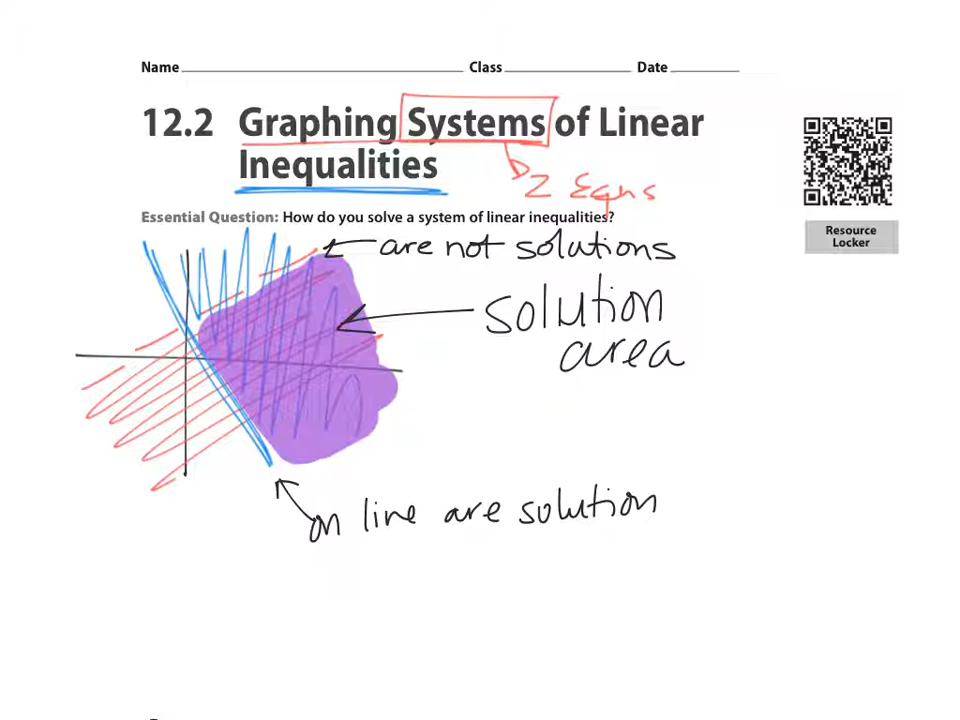 Name Class Date
12.2 Graphing Systems of Linear
Inequalities
2 Eqns
Essential Question: How do you solve a system of linear inequalities?
Resource
Locker
are not solutions
solution
area
on line are solution